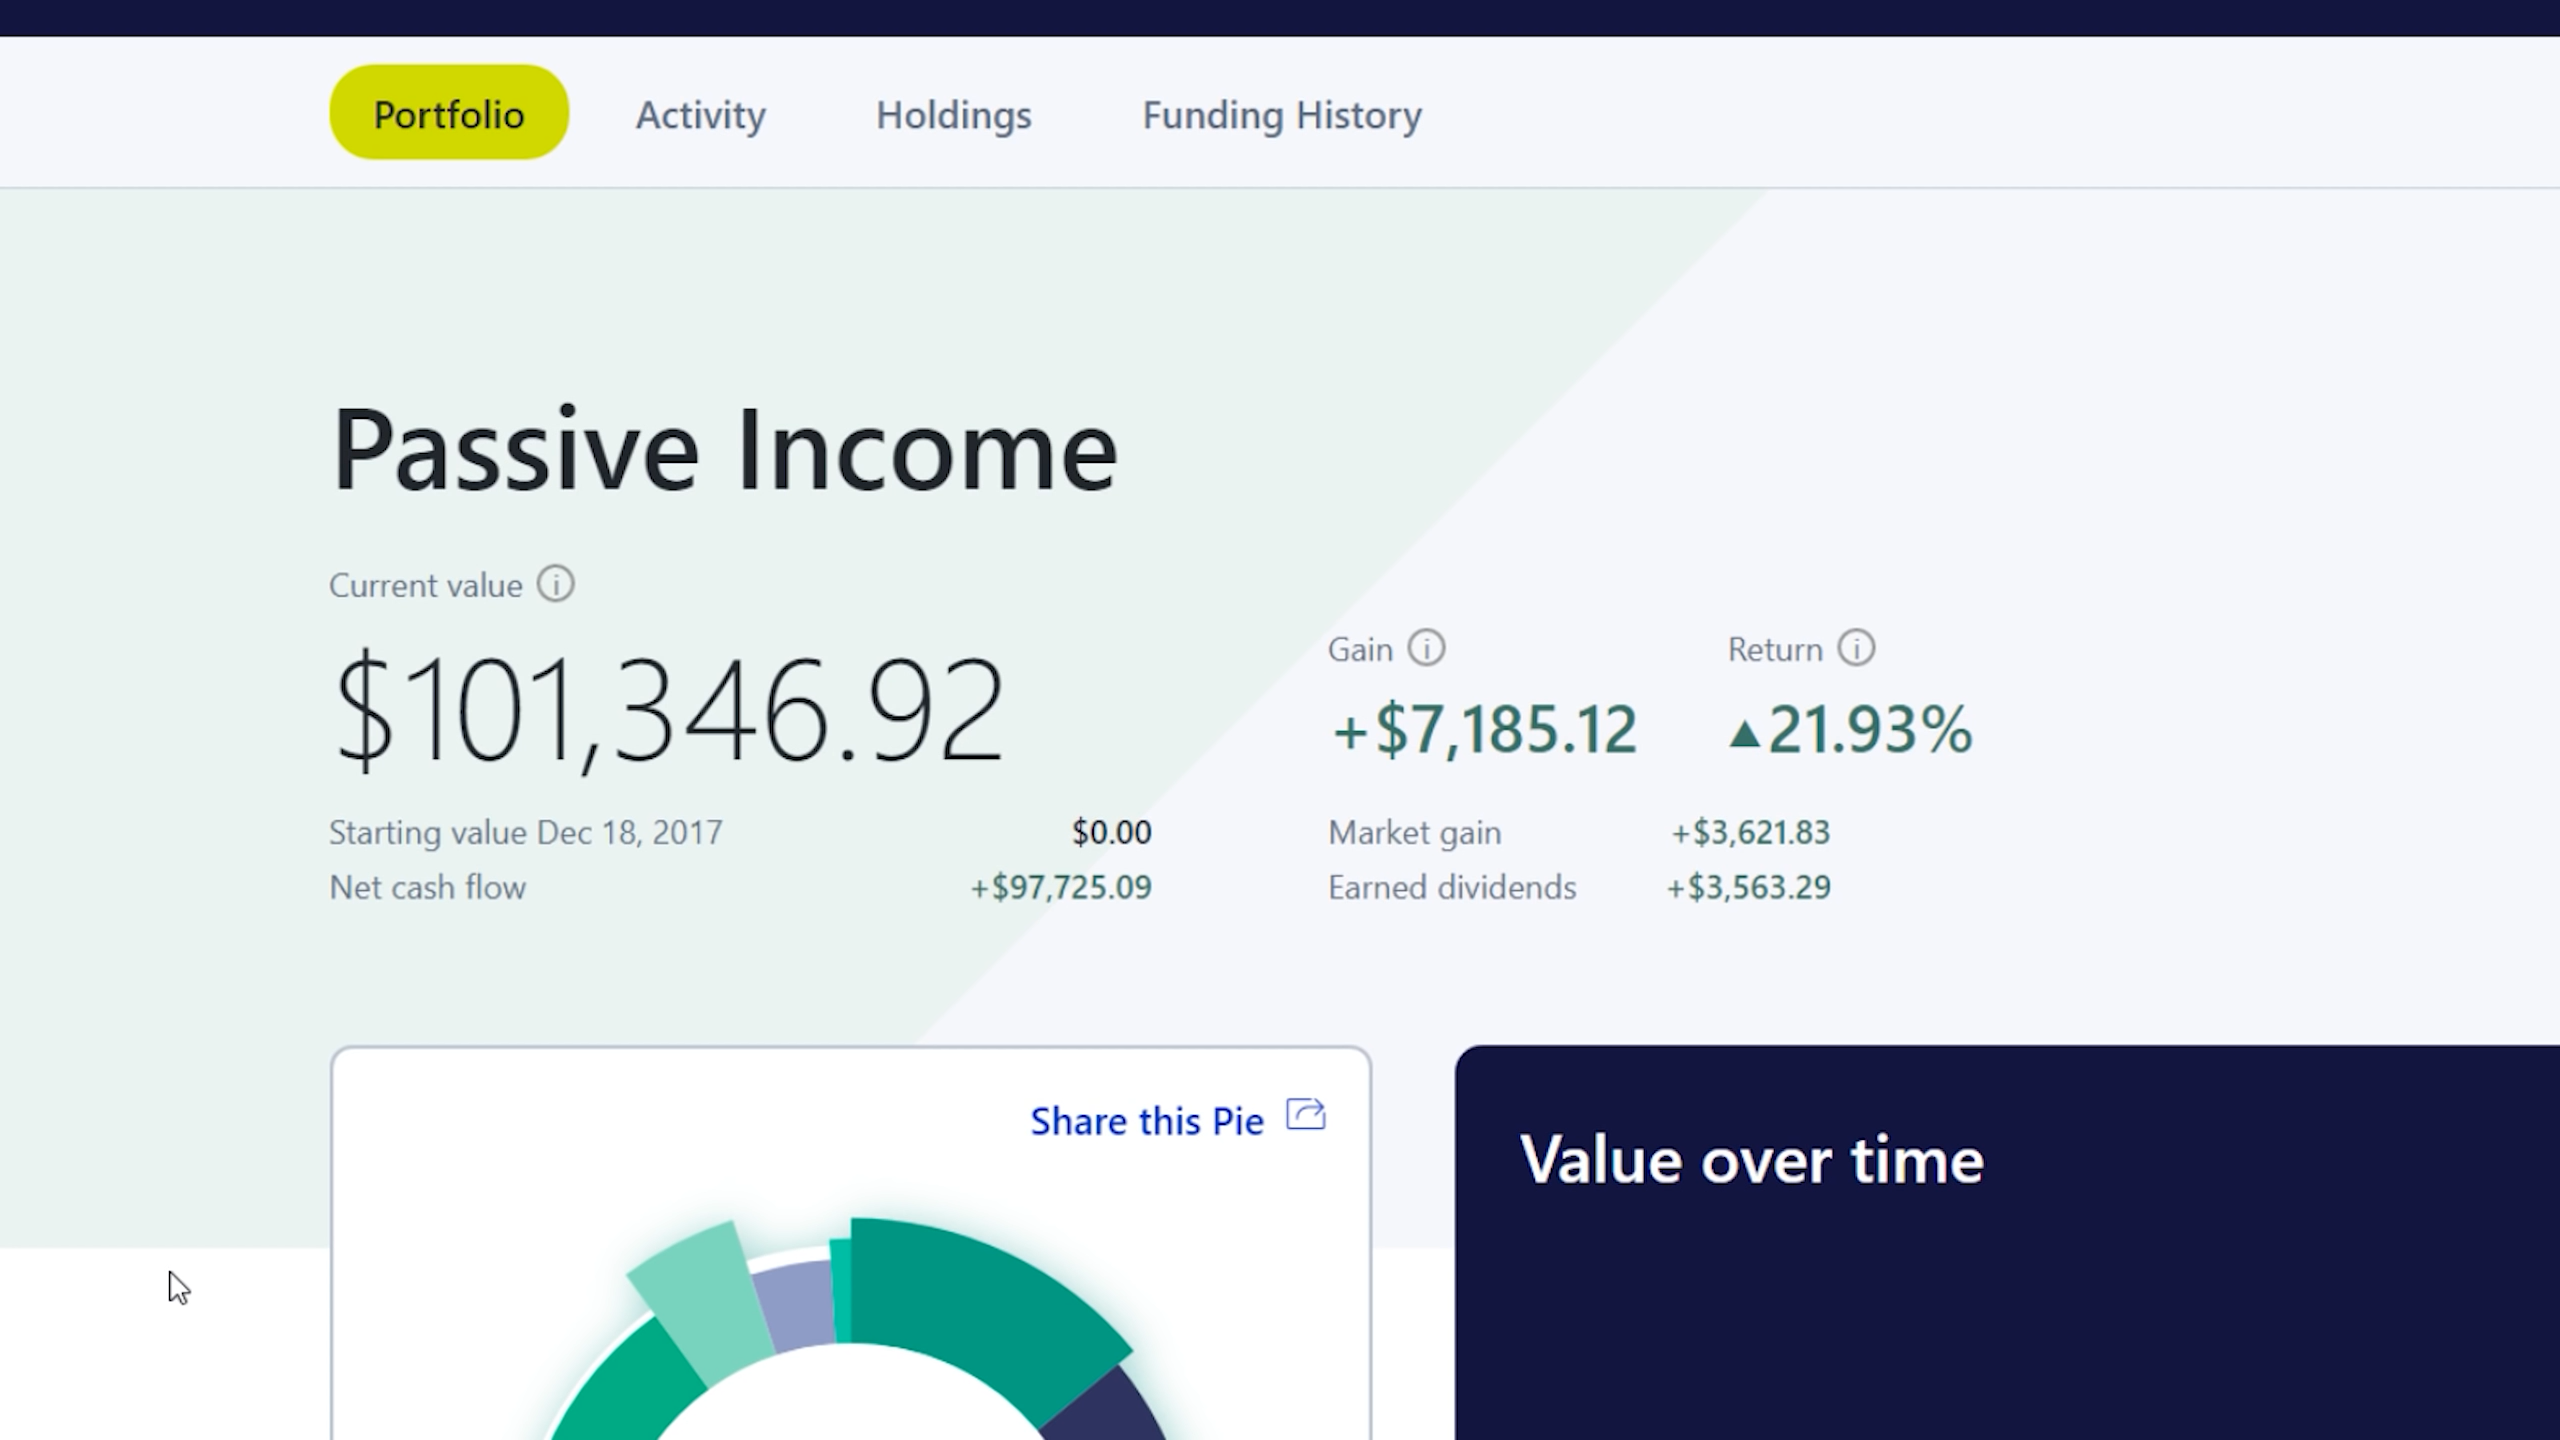 Portfolio Activity Holdings Funding History
Passive Income
Current value
$101,346.92
Gain
+$7,185.12
Return
▲21.93%
Starting value Dec 18, 2017 $0.00
Net cash flow +$97,725.09
Market gain +$3,621.83
Earned dividends +$3,563.29
Share this Pie
Value over time